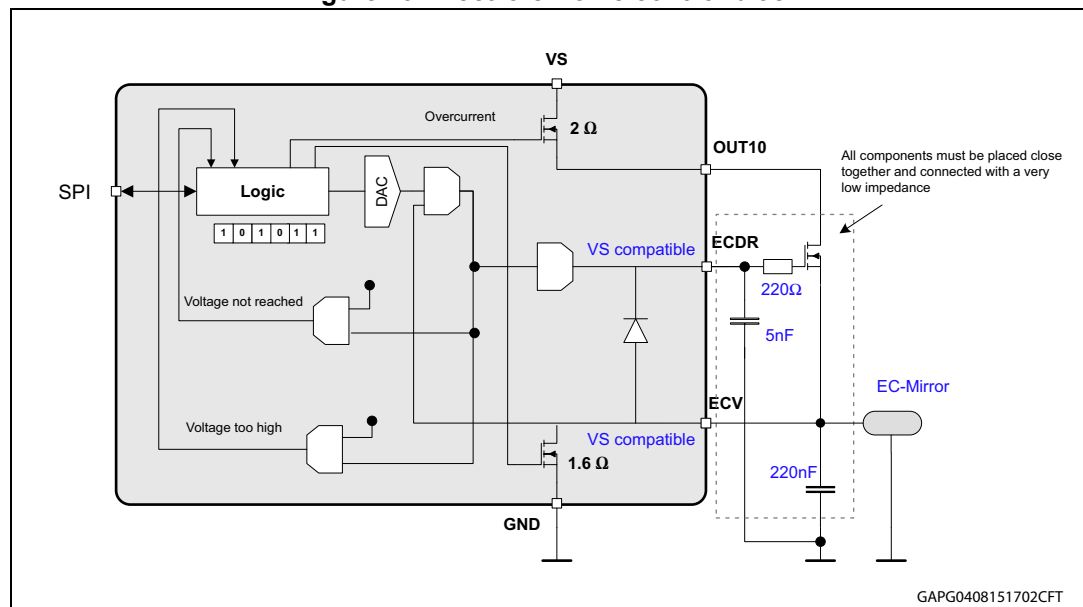 VS
Overcurrent
2 Ω
OUT10
All components must be placed close
together and connected with a very
low impedance
SPI
Logic
DAC
1 0 1 0 1 1
VS compatible
ECDR
220Ω
Voltage not reached
5nF
EC-Mirror
ECV
Voltage too high
VS compatible
1.6 Ω
220nF
GND
GAPG0408151702CFT